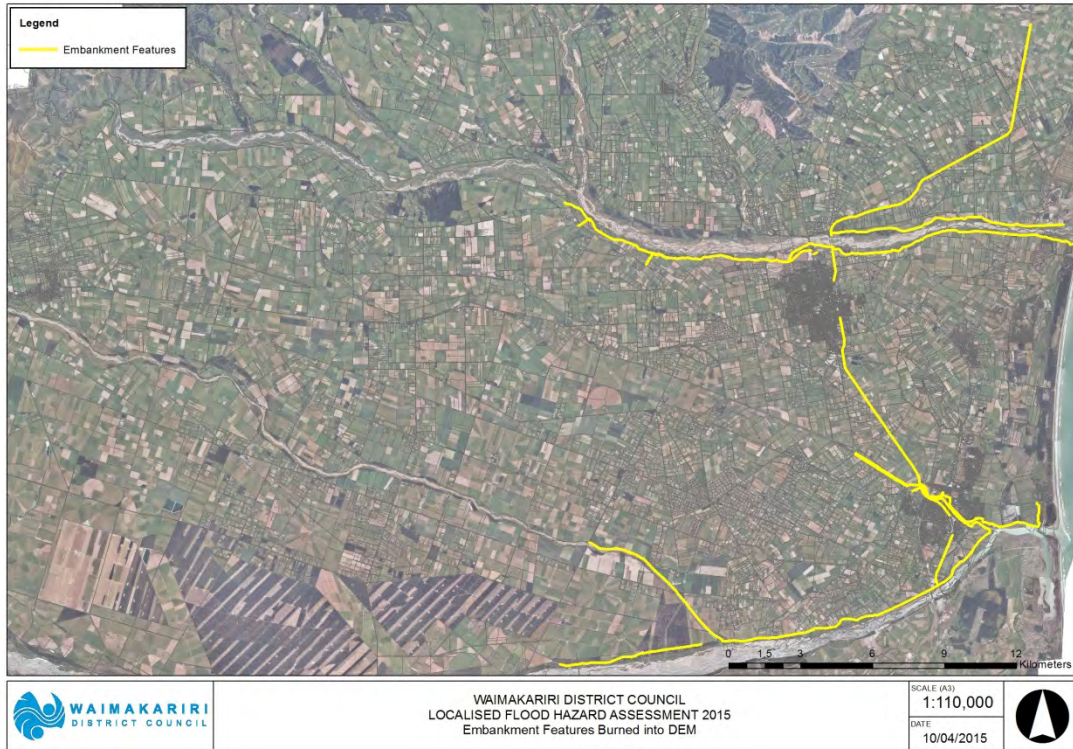 Legend
Embankment Features
0 1.5 3 6 9 12
Kilometers
WAIMAKARIRI
DISTRICT COUNCIL
WAIMAKARIRI DISTRICT COUNCIL
LOCALISED FLOOD HAZARD ASSESSMENT 2015
Embankment Features Burned into DEM
SCALE (A3)
1:110,000
DATE
10/04/2015